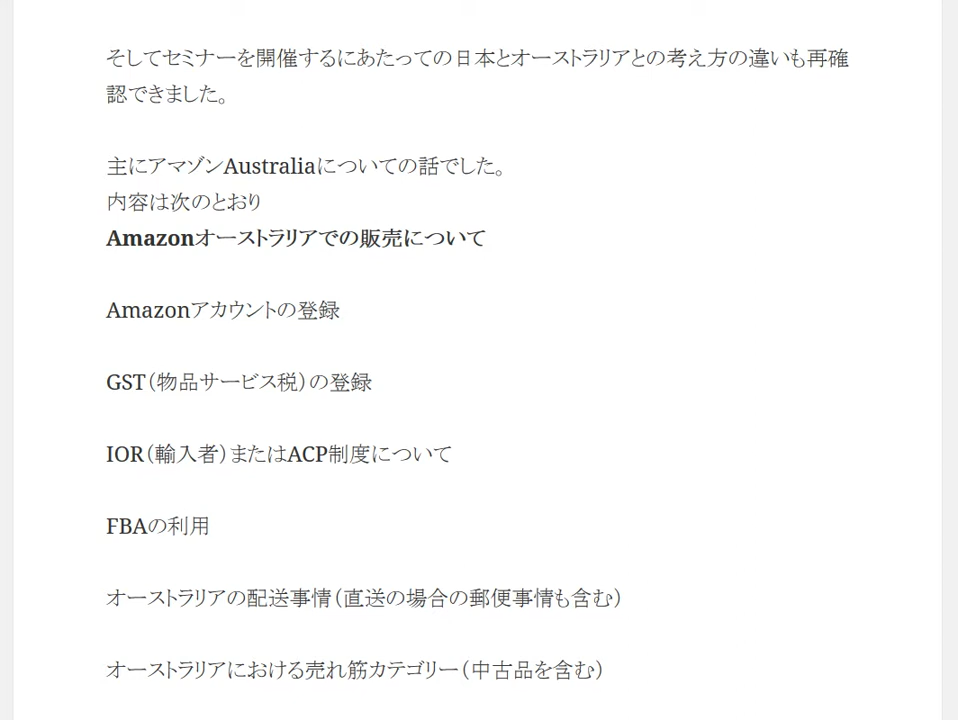 そしてセミナーを開催するにあたっての日本とオーストラリアとの考え方の違いも再確
認できました。
主にアマゾンAustraliaについての話でした。
内容は次のとおり
Amazonオーストラリアでの販売について
Amazonアカウントの登録
GST（物品サービス税）の登録
IOR（輸入者）またはACP制度について
FBAの利用
オーストラリアの配送事情（直送の場合の郵便事情も含む）
オーストラリアにおける売れ筋カテゴリー（中古品を含む）